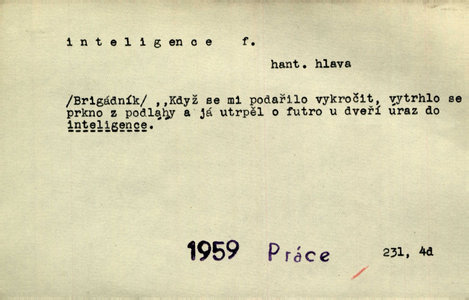 inteligence f.
hant. hlava
/Brigádník/ ,,Když se mi podařilo vykročit, vytrhlo se
prkno z podlahy a já utrpěl o futro u dveří úraz do
inteligence.
1959 Práce 231, 4d